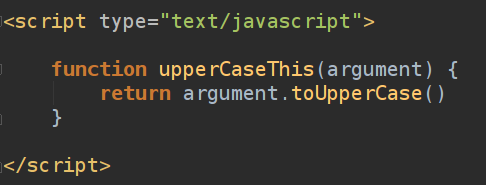 <script type="text/javascript">
function upperCaseThis(argument) {
return argument.toUpperCase()
}
</script>